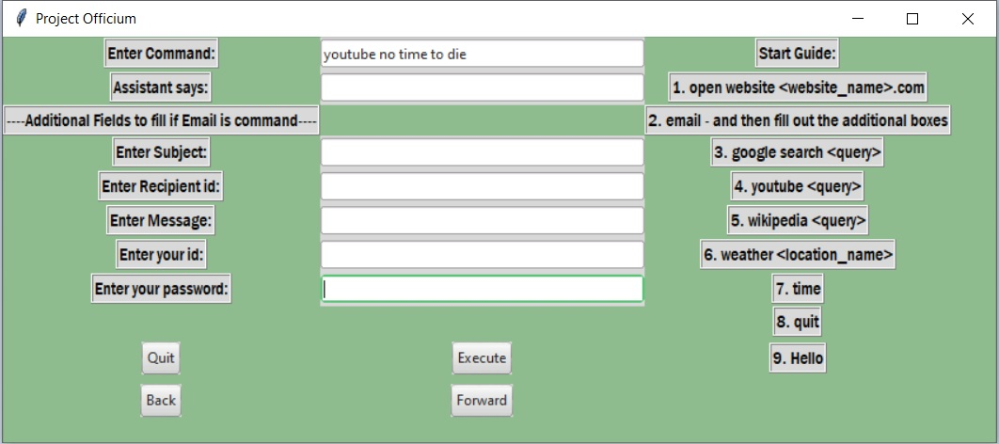 Project Officium
Enter Command: youtube no time to die Start Guide:
Assistant says: 1. open website <website_name>.com
----Additional Fields to fill if Email is command---- 2. email - and then fill out the additional boxes
Enter Subject: 3. google search <query>
Enter Recipient id: 4. youtube <query>
Enter Message: 5. wikipedia <query>
Enter your id: 6. weather <location_name>
Enter your password: 7. time
8. quit
Quit Execute 9. Hello
Back Forward